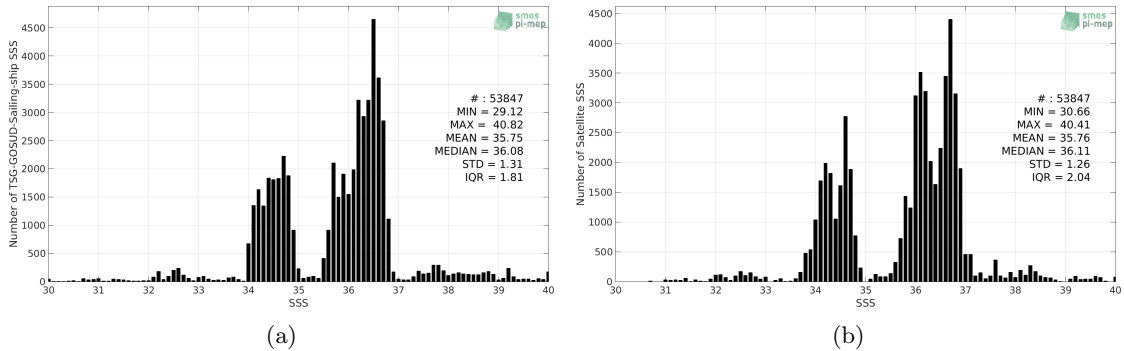 smos
pi-mep
Number of TSG-GOSUD-Sailing-ship SSS
4500
4000
3500
3000
2500
2000
1500
1000
500
0
# : 53847
MIN = 29.12
MAX = 40.82
MEAN = 35.75
MEDIAN = 36.08
STD = 1.31
IQR = 1.81
30 31 32 33 34 35 36 37 38 39 40
SSS
(a)
smos
pi-mep
Number of Satellite SSS
4500
4000
3500
3000
2500
2000
1500
1000
500
0
# : 53847
MIN = 30.66
MAX = 40.41
MEAN = 35.76
MEDIAN = 36.11
STD = 1.26
IQR = 2.04
30 31 32 33 34 35 36 37 38 39 40
SSS
(b)